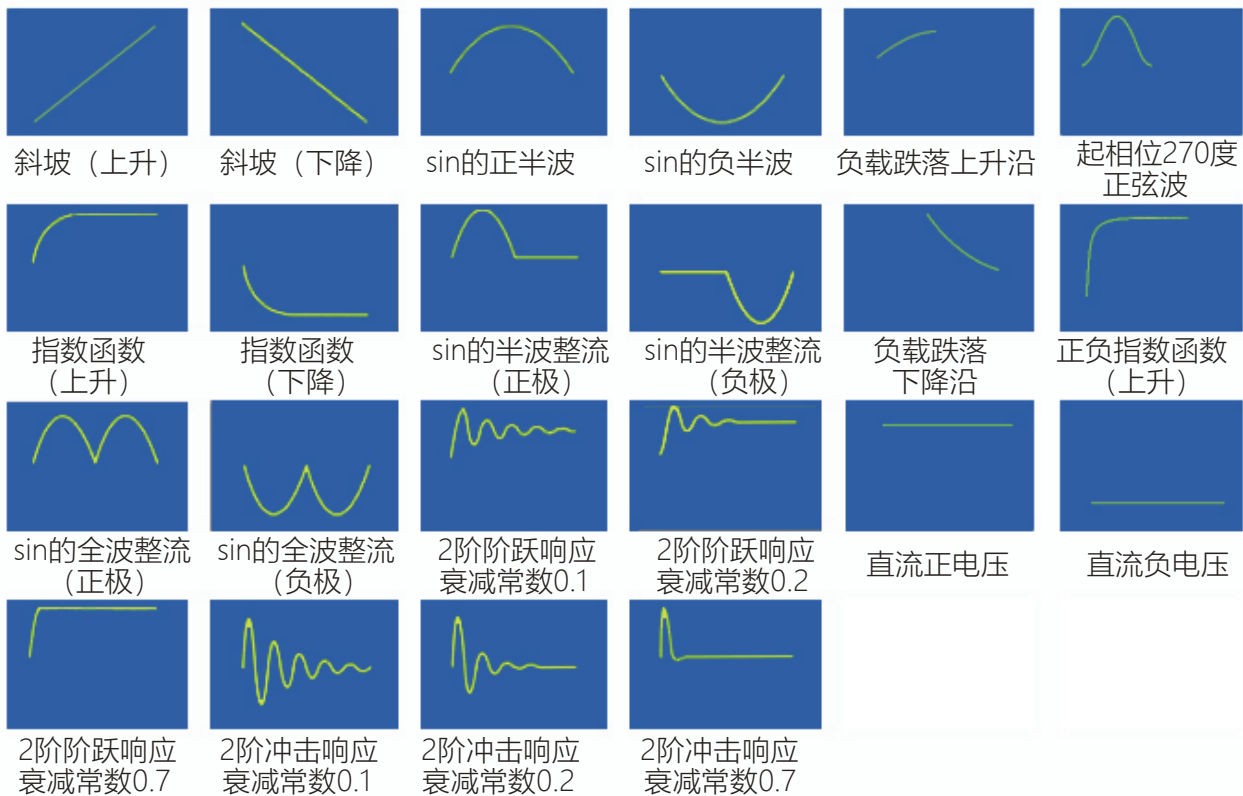 斜坡（上升）
斜坡（下降）
sin的正半波
sin的负半波
负载跌落上升沿
起相位270度
正弦波
指数函数
（上升）
指数函数
（下降）
sin的半波整流
（正极）
sin的半波整流
（负极）
负载跌落
下降沿
正负指数函数
（上升）
sin的全波整流
（正极）
sin的全波整流
（负极）
2阶阶跃响应
衰减常数0.1
2阶阶跃响应
衰减常数0.2
直流正电压
直流负电压
2阶阶跃响应
衰减常数0.7
2阶冲击响应
衰减常数0.1
2阶冲击响应
衰减常数0.2
2阶冲击响应
衰减常数0.7